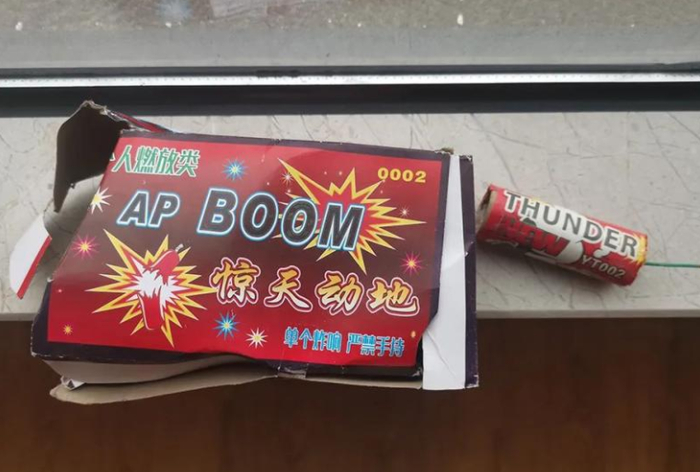 人燃放类
0002
AP BOOM
惊天动地
单个炸响 严禁手持
THUNDER
YT002